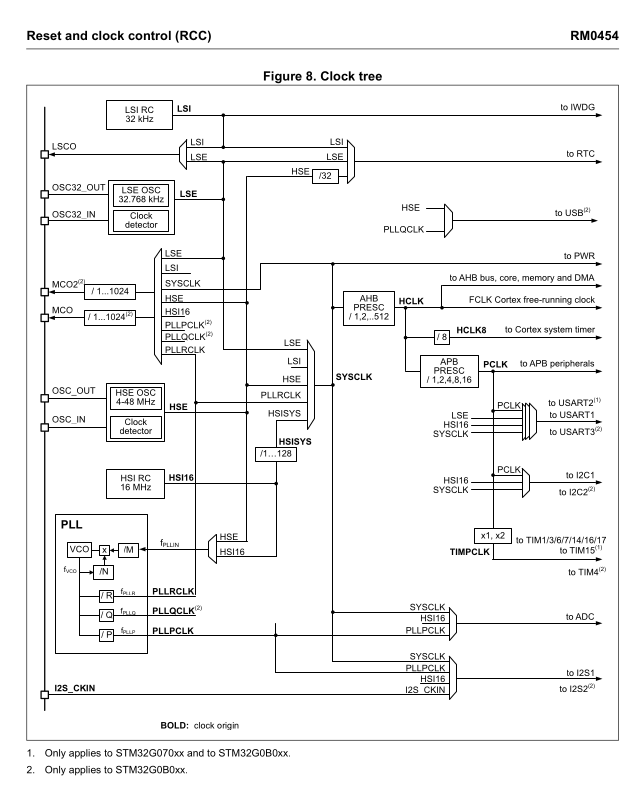 Reset and clock control (RCC) RM0454
Figure 8. Clock tree
LSI RC
32 kHz
LSI
to IWDG
LSCO
LSI
LSE
LSI
LSE
HSE
/32
to RTC
OSC32_OUT
OSC32_IN
LSE OSC
32.768 kHz
Clock
detector
LSE
HSE
PLLQCLK
to USB(2)
MCO2(2)
/ 1...1024
MCO
/ 1...1024(2)
LSE
LSI
SYSCLK
HSE
HSI16
PLLPCLK(2)
PLLQCLK(2)
PLLRCLK
to PWR
AHB
PRESC
/ 1,2,...512
HCLK
to AHB bus, core, memory and DMA
FCLK Cortex free-running clock
/ 8
HCLK8
to Cortex system timer
APB
PRESC
/ 1,2,4,8,16
PCLK
to APB peripherals
LSE
LSI
HSE
PLLRCLK
HSISYS
SYSCLK
OSC_OUT
OSC_IN
HSE OSC
4-48 MHz
Clock
detector
HSE
PCLK
LSE
HSI16
SYSCLK
to USART2(1)
to USART1
to USART3(2)
HSISYS
/1...128
HSI RC
16 MHz
HSI16
PCLK
HSI16
SYSCLK
to I2C1
to I2C2(2)
PLL
VCO
x
/M
fPLLIN
HSE
HSI16
fVCO
/N
x1, x2
TIMPCLK
to TIM1/3/6/7/14/16/17
to TIM15(1)
to TIM4(2)
/ R
fPLLR
PLLRCLK
/ Q
fPLLQ
PLLQCLK(2)
/ P
fPLLP
PLLPCLK
SYSCLK
HSI16
PLLPCLK
to ADC
SYSCLK
PLLPCLK
HSI16
I2S_CKIN
to I2S1
to I2S2(2)
I2S_CKIN
BOLD: clock origin
1. Only applies to STM32G070xx and to STM32G0B0xx.
2. Only applies to STM32G0B0xx.